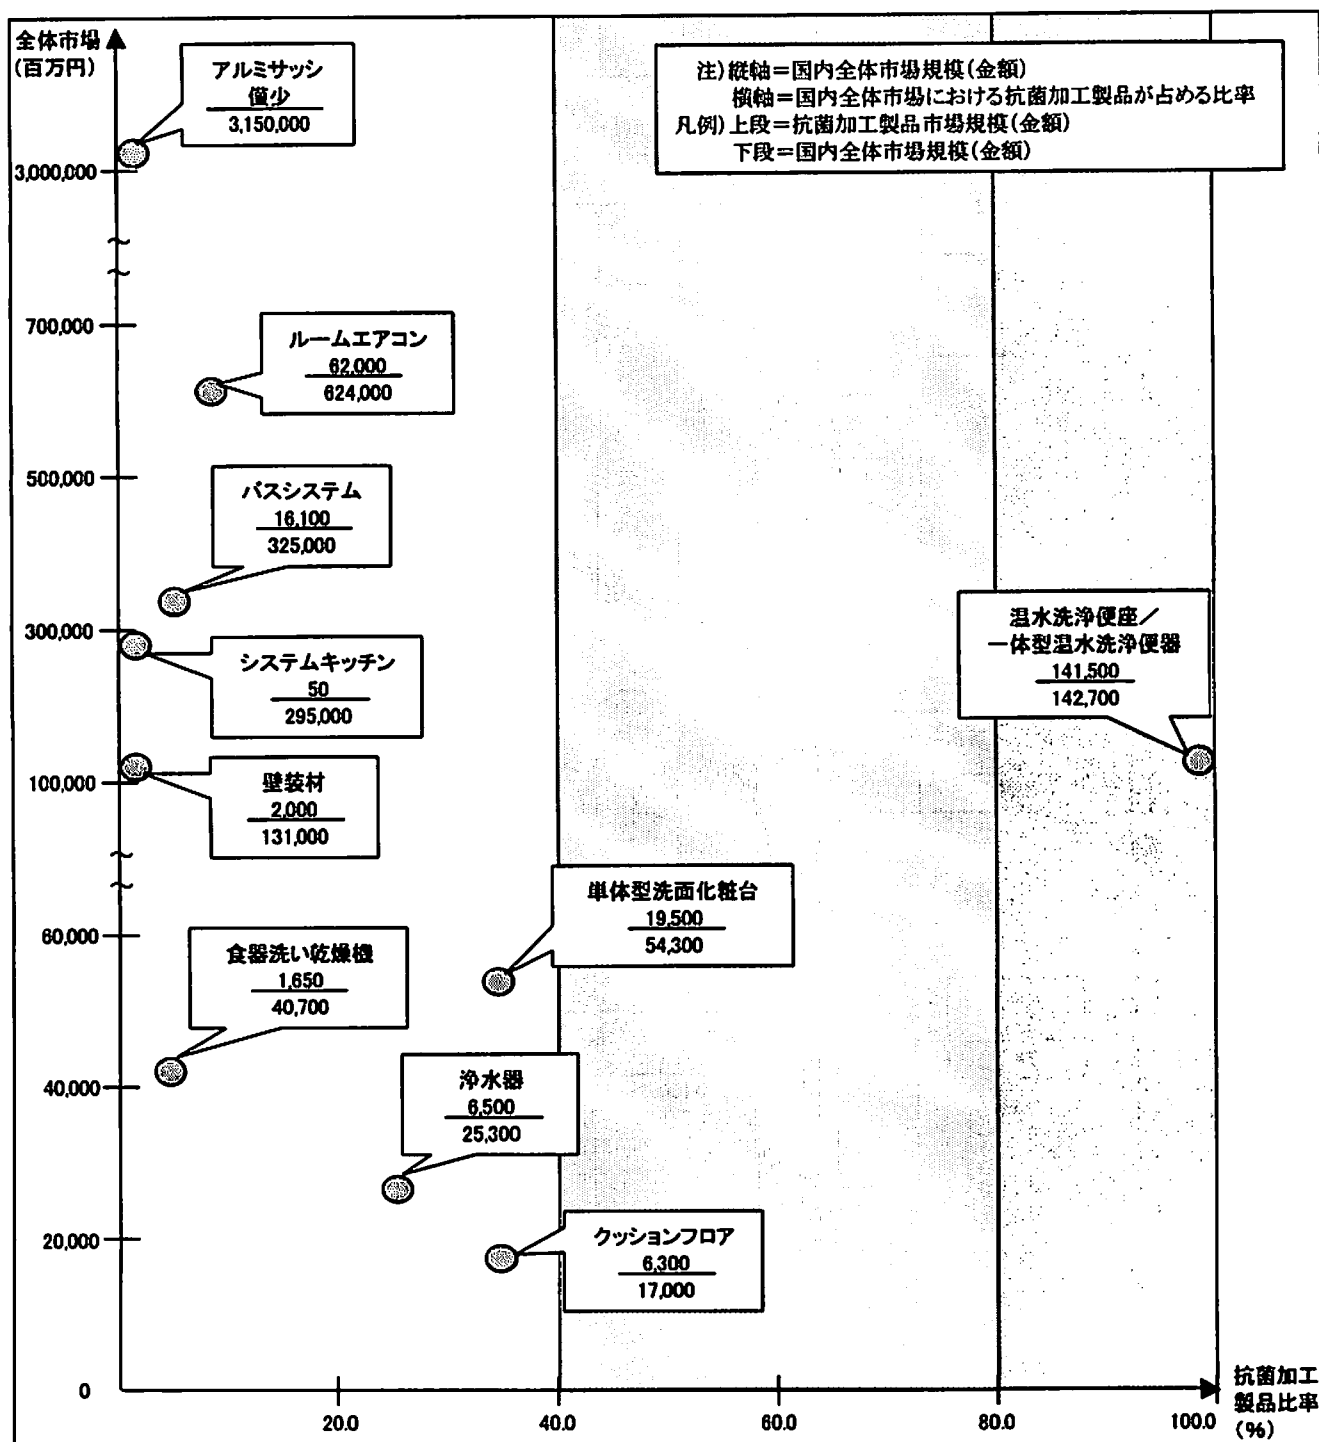 全体市場
(百万円)
アルミサッシ
僅少
3,150,000
注)縦軸=国内全体市場規模(金額)
横軸=国内全体市場における抗菌加工製品が占める比率
凡例)上段=抗菌加工製品市場規模(金額)
下段=国内全体市場規模(金額)
3,000,000
700,000
ルームエアコン
62,000
624,000
500,000
バスシステム
16,100
325,000
300,000
システムキッチン
50
295,000
温水洗浄便座/
一体型温水洗浄便器
141,500
142,700
100,000
壁装材
2,000
131,000
単体型洗面化粧台
19,500
54,300
60,000
食器洗い乾燥機
1,650
40,700
40,000
浄水器
6,500
25,300
20,000
クッションフロア
6,300
17,000
0
20.0
40.0
60.0
80.0
100.0
抗菌加工
製品比率
(%)